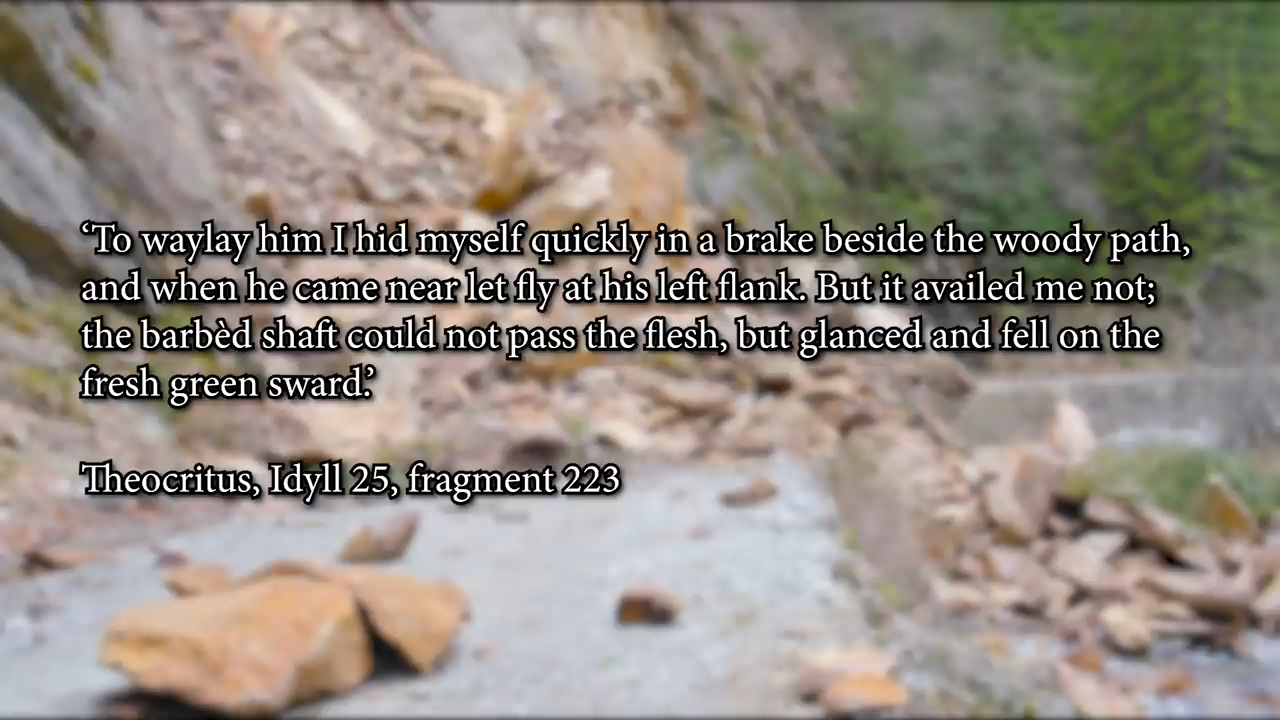 ‘To waylay him I hid myself quickly in a brake beside the woody path,
and when he came near let fly at his left flank. But it availed me not;
the barbèd shaft could not pass the flesh, but glanced and fell on the
fresh green sward.’
Theocritus, Idyll 25, fragment 223